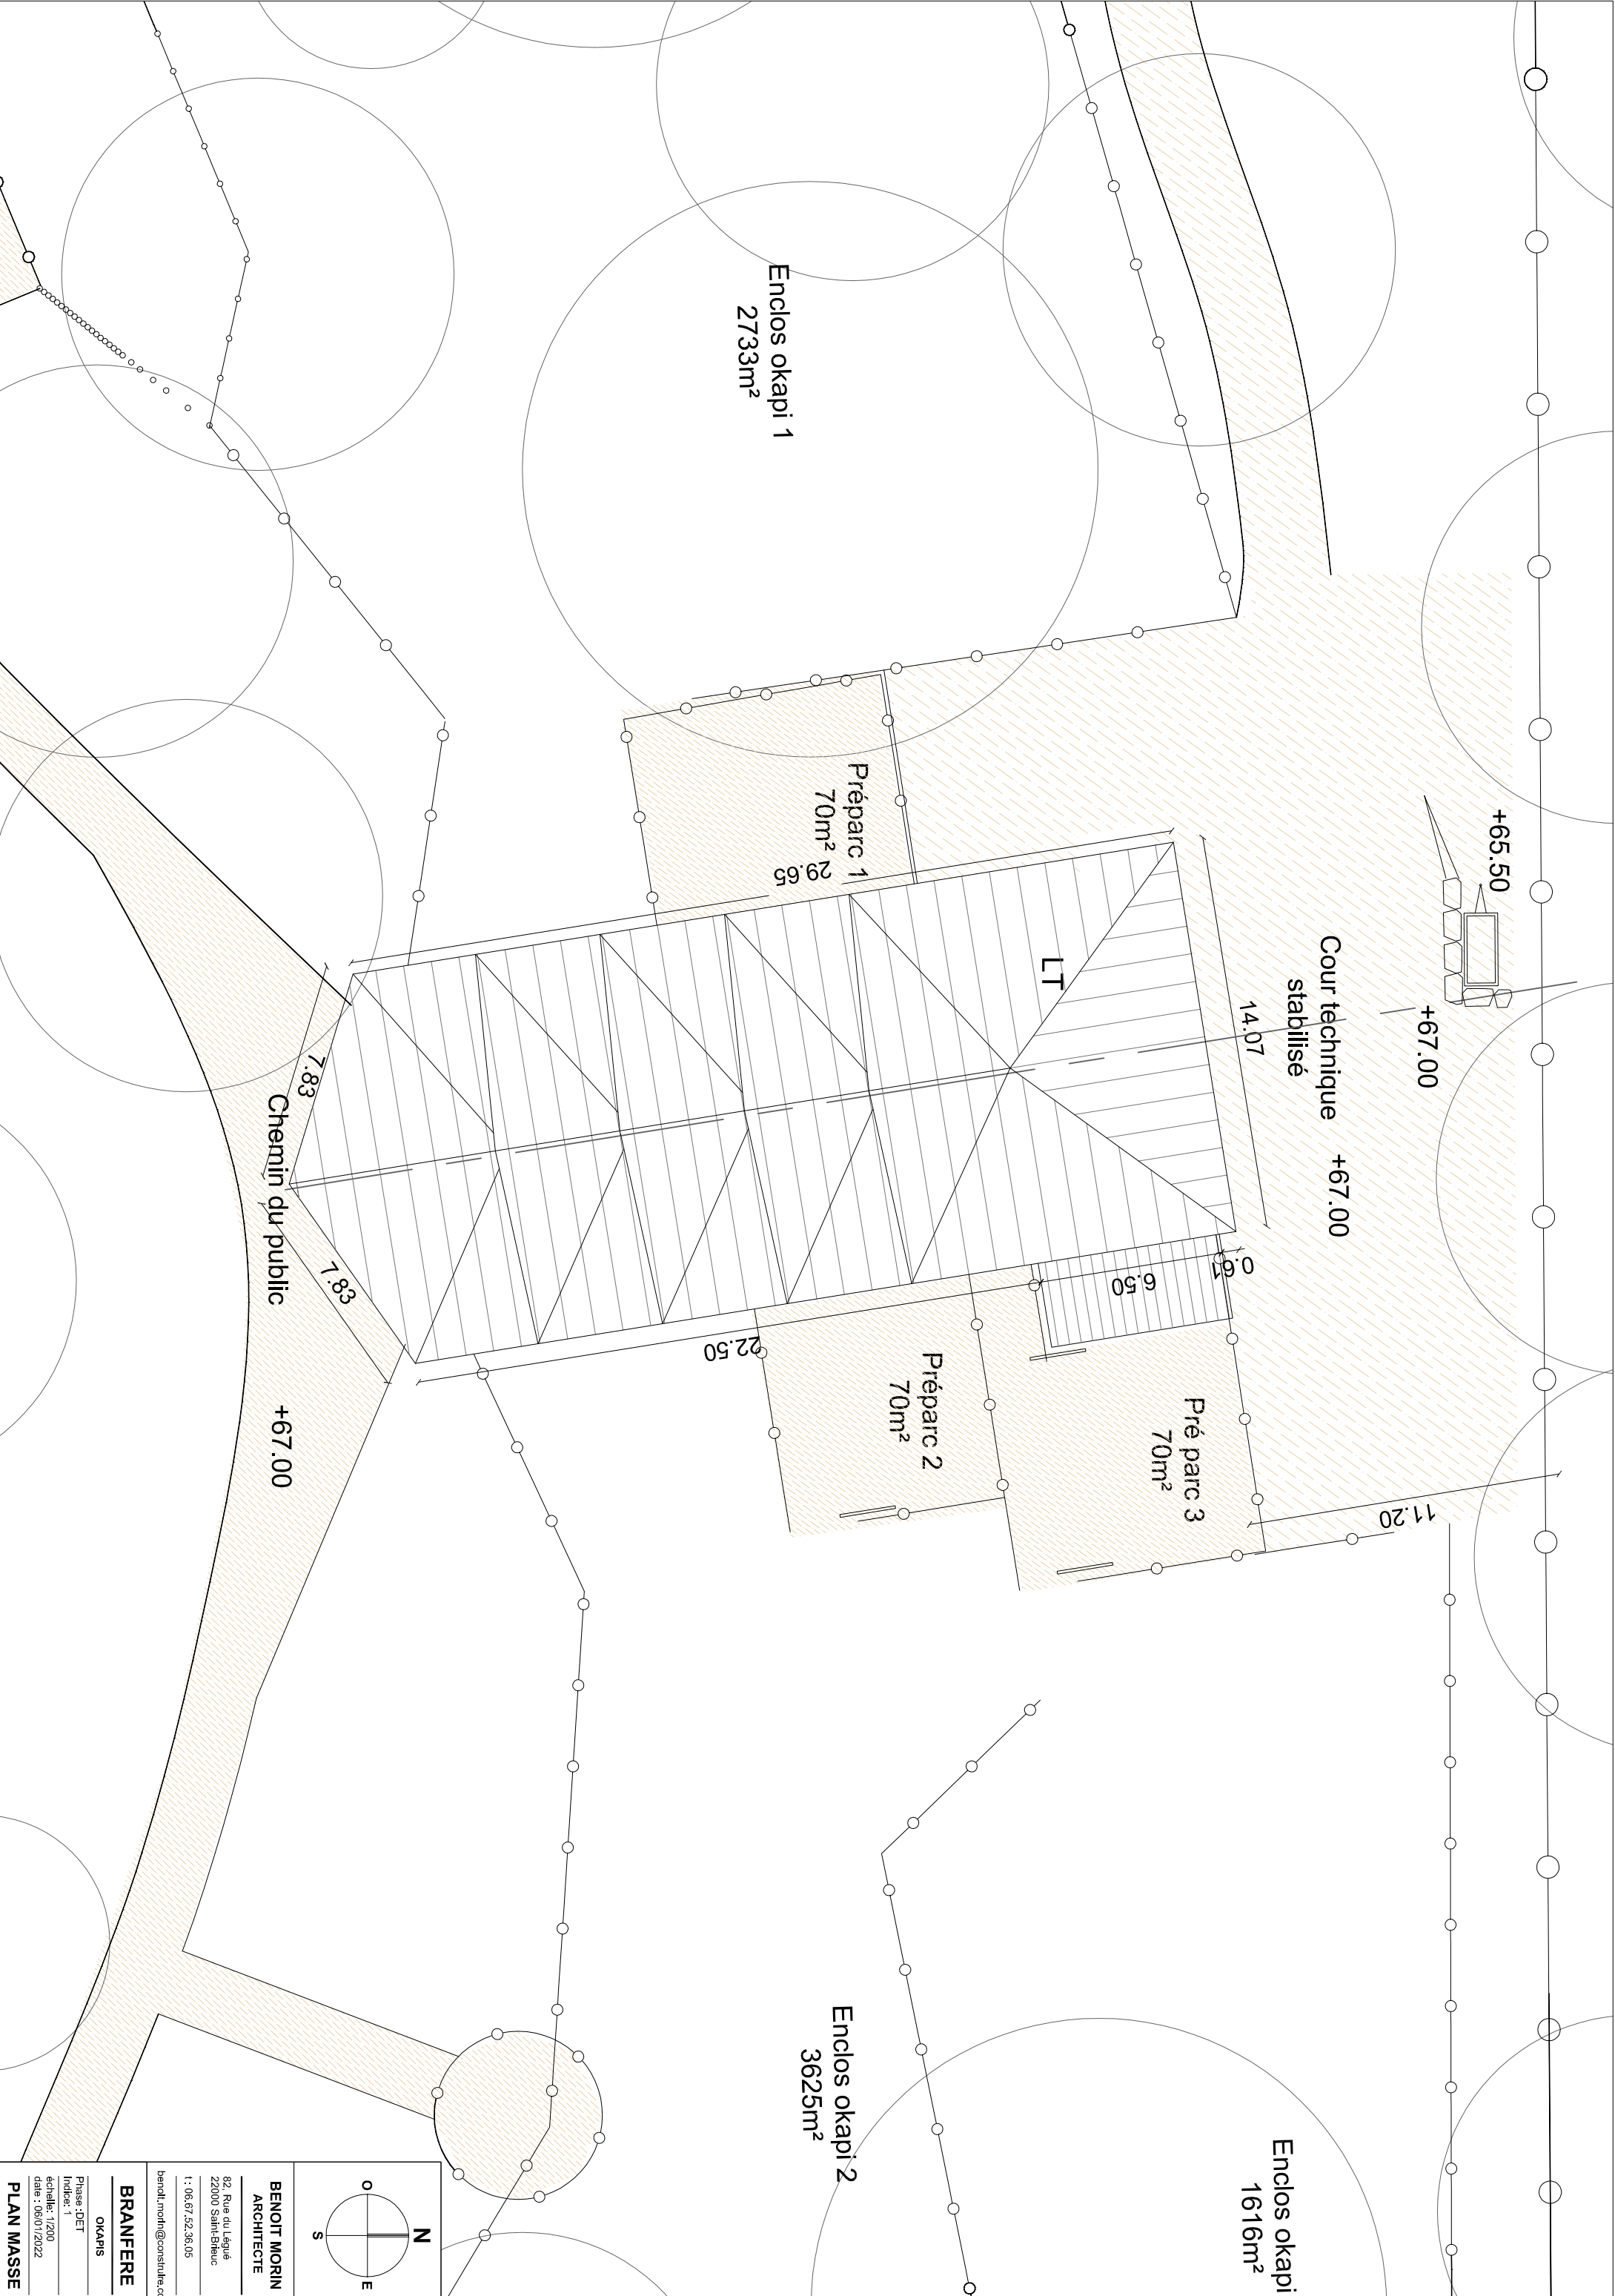 Enclos okapi 1
2733m²
Préparc 1
70m²
29.65
LT
14.07
Cour technique
stabilisé
+65.50
+67.00
+67.00
7.83
Chemin du public
7.83
+67.00
22.50
6.50
0.61
Préparc 2
70m²
Pré parc 3
70m²
11.20
Enclos okapi 2
3625m²
Enclos okapi
1616m²
N
O
E
S
BENOIT MORIN
ARCHITECTE
82, Rue du Légué
22000 Saint-Brieuc
t : 06.67.52.36.05
benoit.morin@construire.cc
BRANFERE
OKAPIS
Phase :DET
Indice: 1
échelle: 1/200
date : 06/01/2022
PLAN MASSE